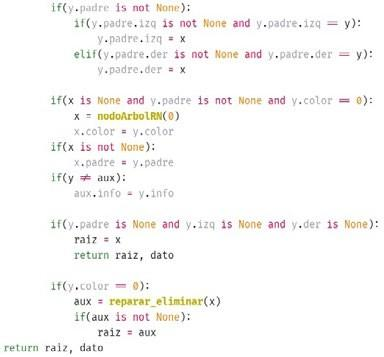 if(y.padre is not None):
if(y.padre.izq is not None and y.padre.izq == y):
y.padre.izq = x
elif(y.padre.der is not None and y.padre.der == y):
y.padre.der = x
if(x is None and y.padre is not None and y.color == 0):
x = nodoArbolRN(0)
x.color = y.color
if(x is not None):
x.padre = y.padre
if(y ≠ aux):
aux.info = y.info
if(y.padre is None and y.izq is None and y.der is None):
raiz = x
return raiz, dato
if(y.color == 0):
aux = reparar_eliminar(x)
if(aux is not None):
raiz = aux
return raiz, dato